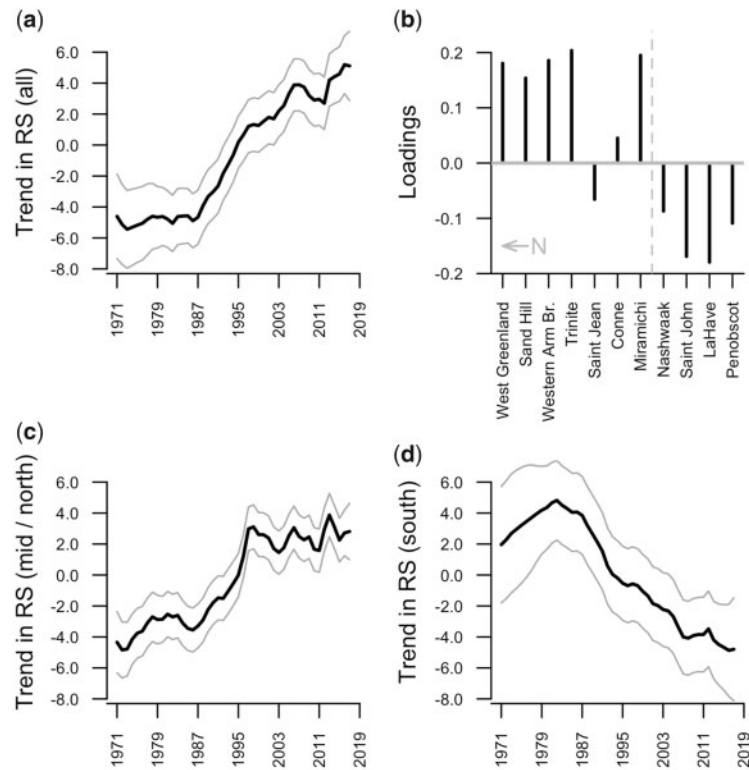 (a)
Trend in RS (all)
6.0
4.0
2.0
0.0
-2.0
-4.0
-6.0
-8.0
1971
1979
1987
1995
2003
2011
2019
(b)
Loadings
0.2
0.1
0.0
-0.1
-0.2
N
West Greenland
Sand Hill
Western Arm Br.
Trinite
Saint Jean
Conne
Miramichi
Nashwaak
Saint John
LaHave
Penobscot
(c)
Trend in RS (mid / north)
6.0
4.0
2.0
0.0
-2.0
-4.0
-6.0
-8.0
1971
1979
1987
1995
2003
2011
2019
(d)
Trend in RS (south)
6.0
4.0
2.0
0.0
-2.0
-4.0
-6.0
-8.0
1971
1979
1987
1995
2003
2011
2019